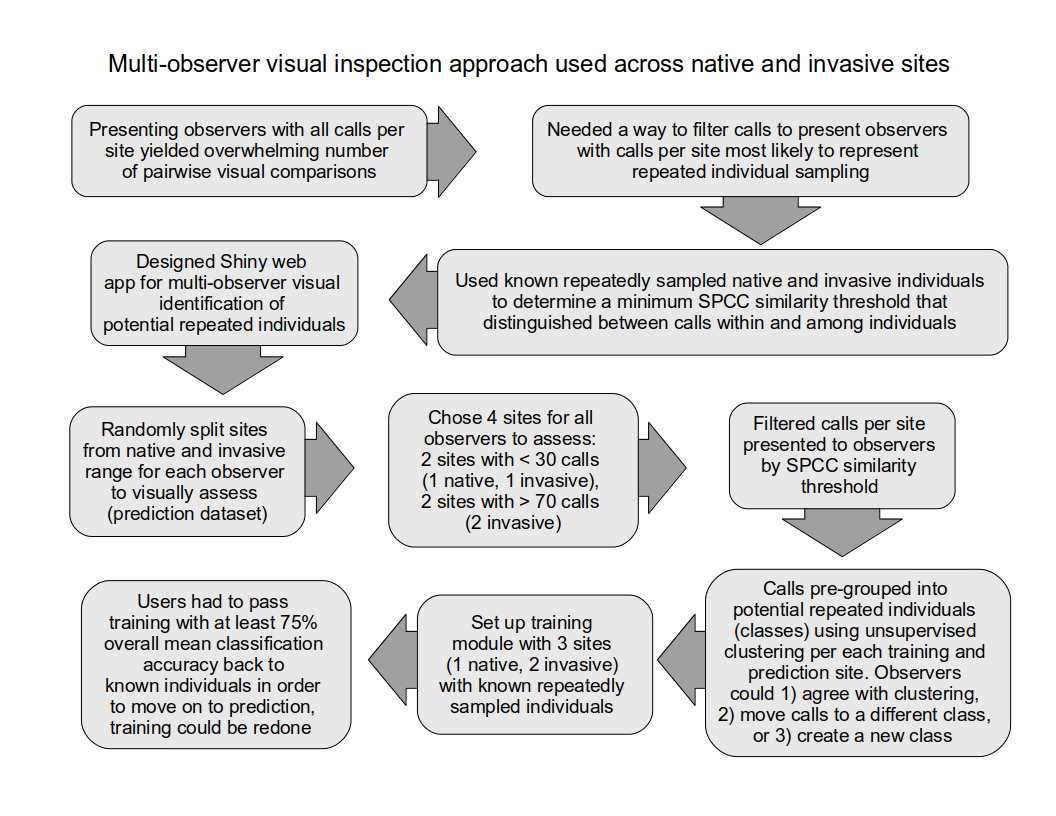 Multi-observer visual inspection approach used across native and invasive sites
Presenting observers with all calls per
site yielded overwhelming number
of pairwise visual comparisons
Needed a way to filter calls to present observers
with calls per site most likely to represent
repeated individual sampling
Used known repeatedly sampled native and invasive individuals
to determine a minimum SPCC similarity threshold that
distinguished between calls within and among individuals
Designed Shiny web
app for multi-observer visual
identification of
potential repeated individuals
Randomly split sites
from native and invasive
range for each observer
to visually assess
(prediction dataset)
Chose 4 sites for all
observers to assess:
2 sites with < 30 calls
(1 native, 1 invasive),
2 sites with > 70 calls
(2 invasive)
Filtered calls per site
presented to observers
by SPCC similarity
threshold
Calls pre-grouped into
potential repeated individuals
(classes) using unsupervised
clustering per each training and
prediction site. Observers
could 1) agree with clustering,
2) move calls to a different class,
or 3) create a new class
Set up training
module with 3 sites
(1 native, 2 invasive)
with known repeatedly
sampled individuals
Users had to pass
training with at least 75%
overall mean classification
accuracy back to
known individuals in order
to move on to prediction,
training could be redone